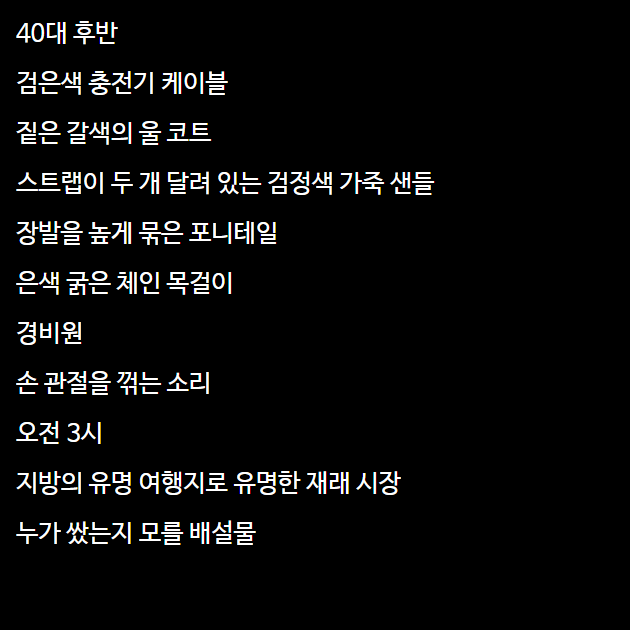 40대 후반
검은색 충전기 케이블
짙은 갈색의 울 코트
스트랩이 두 개 달려 있는 검정색 가죽 샌들
장발을 높게 묶은 포니테일
은색 굵은 체인 목걸이
경비원
손 관절을 꺾는 소리
오전 3시
지방의 유명 여행지로 유명한 재래 시장
누가 쌌는지 모를 배설물